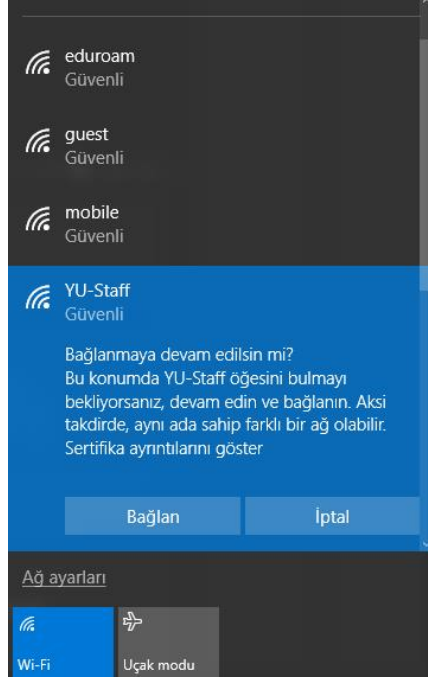 eduroam
Güvenli
guest
Güvenli
mobile
Güvenli
YU-Staff
Güvenli
Bağlanmaya devam edilsin mi?
Bu konumda YU-Staff öğesini bulmayı
bekliyorsanız, devam edin ve bağlanın. Aksi
takdirde, aynı ada sahip farklı bir ağ olabilir.
Sertifika ayrıntılarını göster
Bağlan İptal
Ağ ayarları
Wi-Fi Uçak modu